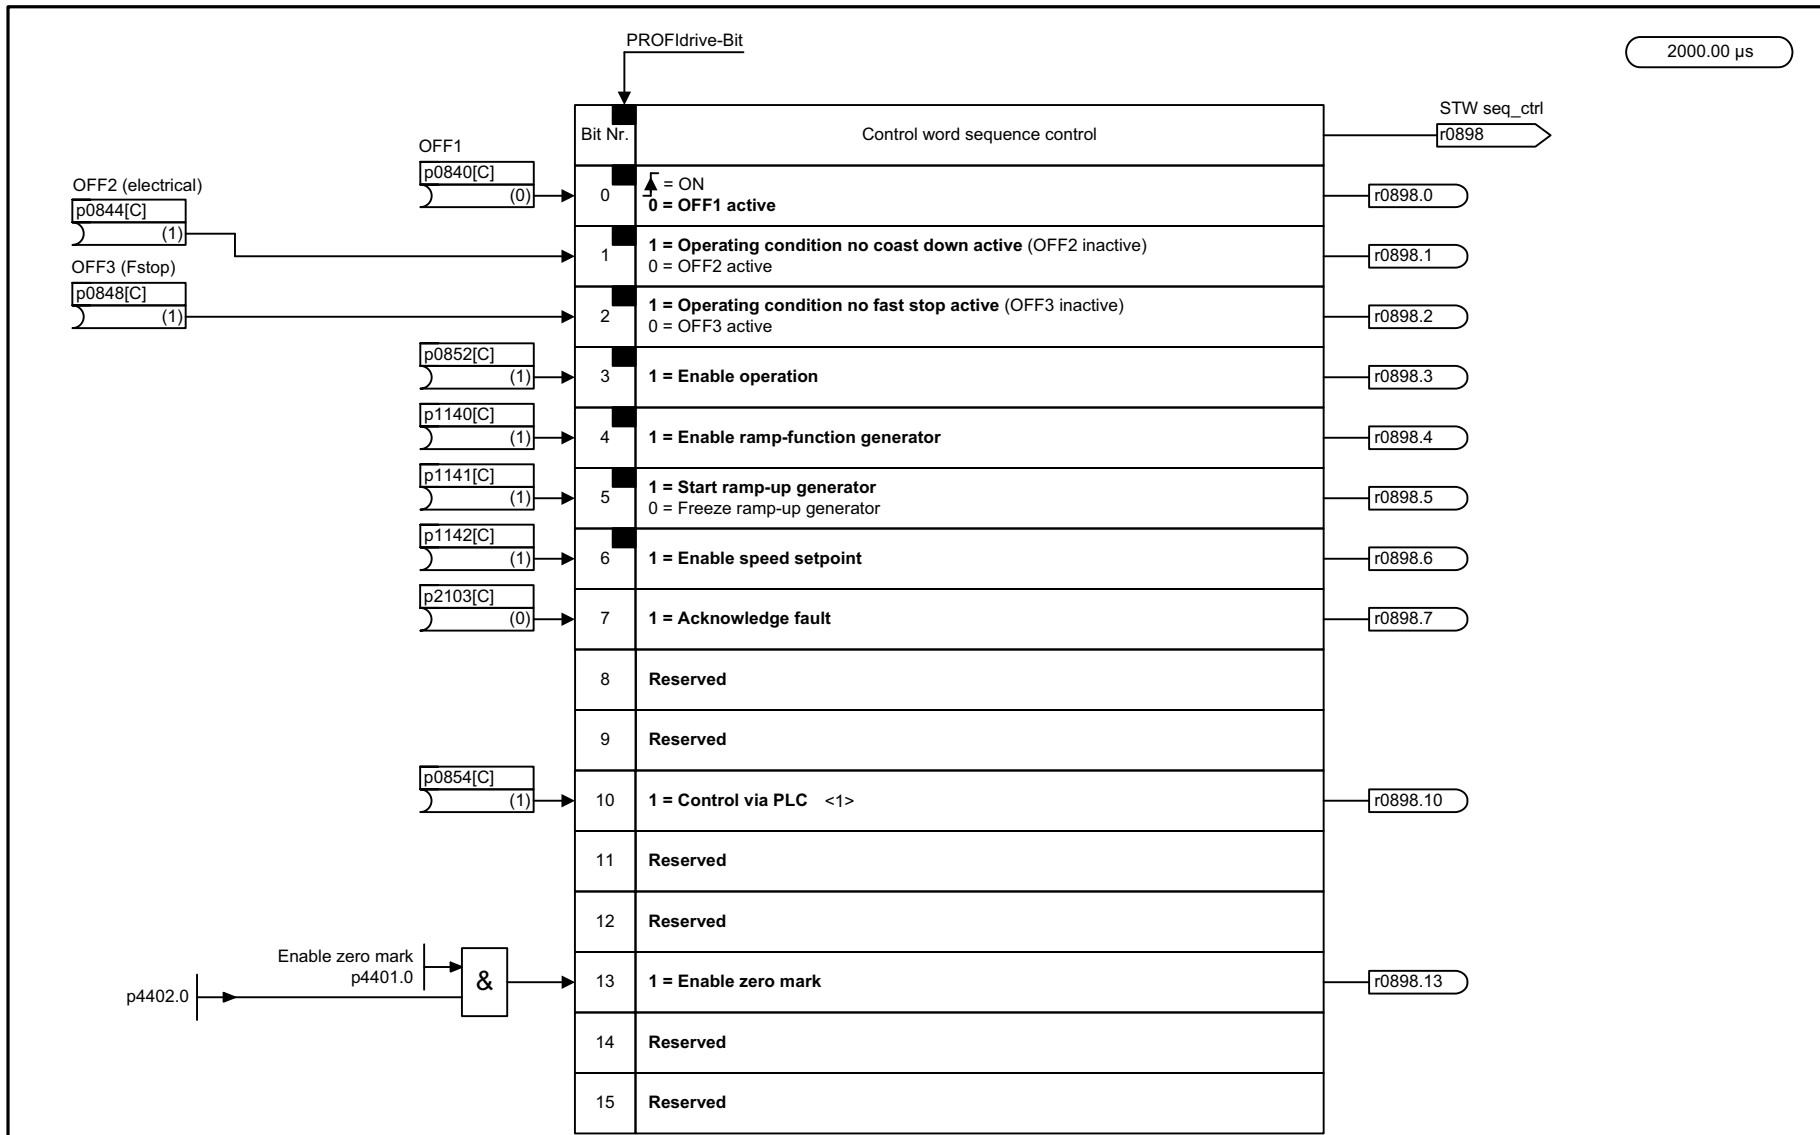 PROFIdrive-Bit
2000.00 µs
STW seq_ctrl
Bit Nr. Control word sequence control r0898
OFF1
p0840[C]
(0) 0 = ON r0898.0
0 = OFF1 active
OFF2 (electrical)
p0844[C]
(1)
1 1 = Operating condition no coast down active (OFF2 inactive) r0898.1
0 = OFF2 active
OFF3 (Fstop)
p0848[C]
(1) 2 1 = Operating condition no fast stop active (OFF3 inactive) r0898.2
0 = OFF3 active
p0852[C]
(1) 3 1 = Enable operation r0898.3
p1140[C]
(1) 4 1 = Enable ramp-function generator r0898.4
p1141[C]
(1) 5 1 = Start ramp-up generator r0898.5
0 = Freeze ramp-up generator
p1142[C]
(1) 6 1 = Enable speed setpoint r0898.6
p2103[C]
(0) 7 1 = Acknowledge fault r0898.7
8 Reserved
9 Reserved
p0854[C]
(1) 10 1 = Control via PLC <1> r0898.10
11 Reserved
12 Reserved
Enable zero mark
p4401.0
p4402.0 & 13 1 = Enable zero mark r0898.13
14 Reserved
15 Reserved